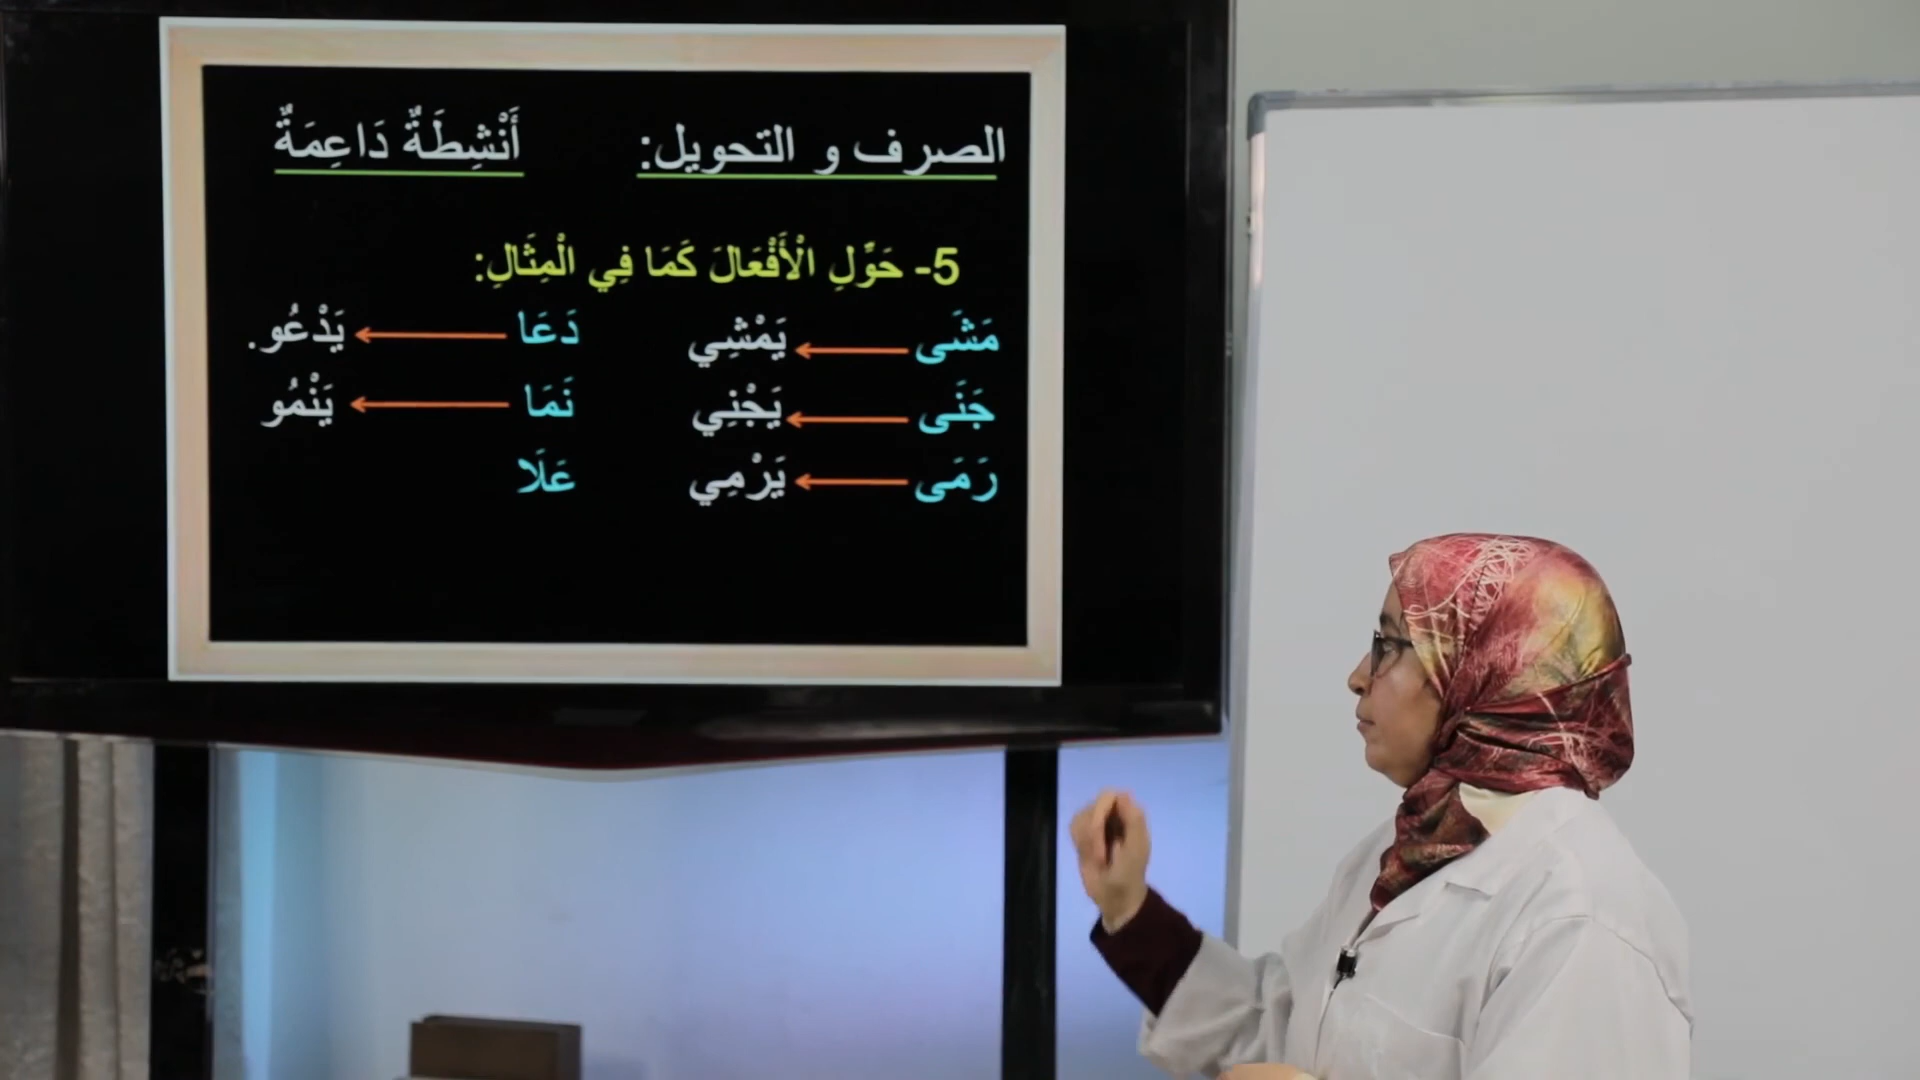 الصرف و التحويل: أَنْشِطَةٌ دَاعِمَةٌ
5- حَوِّلِ الْأَفْعَالَ كَمَا فِي الْمِثَالِ:
مَشَى ← يَمْشِي دَعَا ← يَدْعُو.
جَنَى ← يَجْنِي نَمَا ← يَنْمُو
رَمَى ← يَرْمِي عَلَا